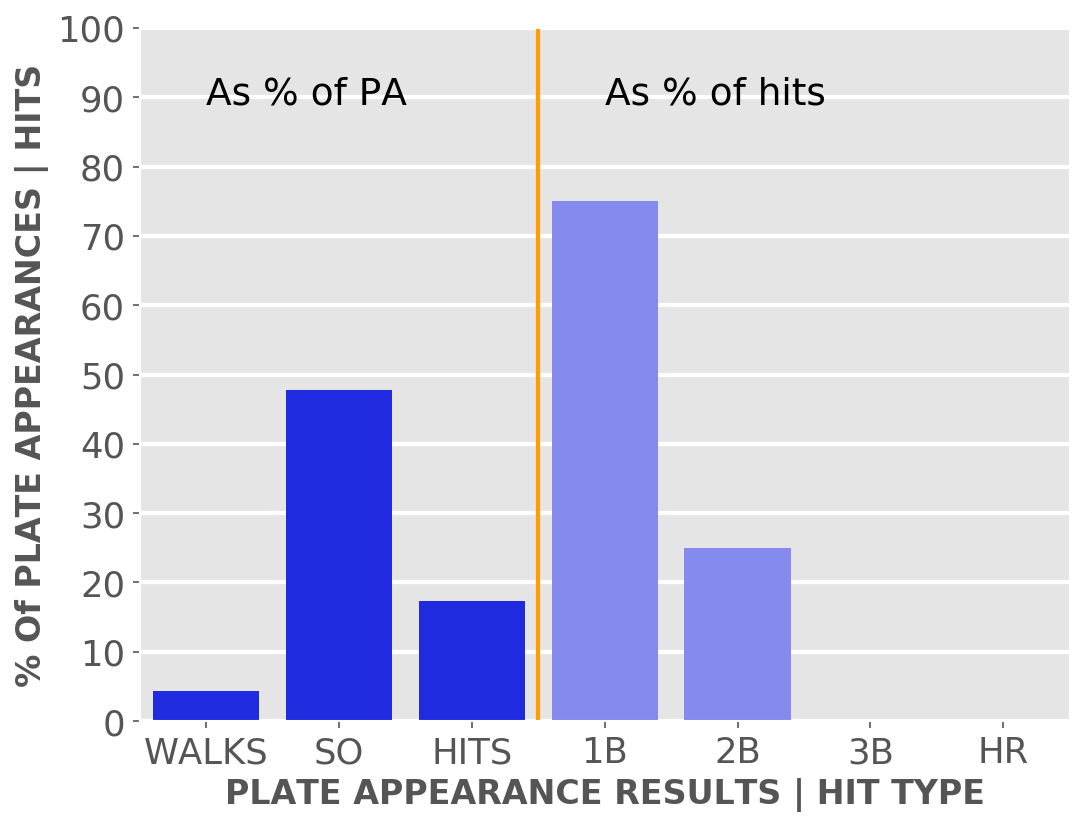 % Of PLATE APPEARANCES | HITS
100
90
80
70
60
50
40
30
20
10
0
As % of PA
As % of hits
WALKS SO HITS 1B 2B 3B HR
PLATE APPEARANCE RESULTS | HIT TYPE